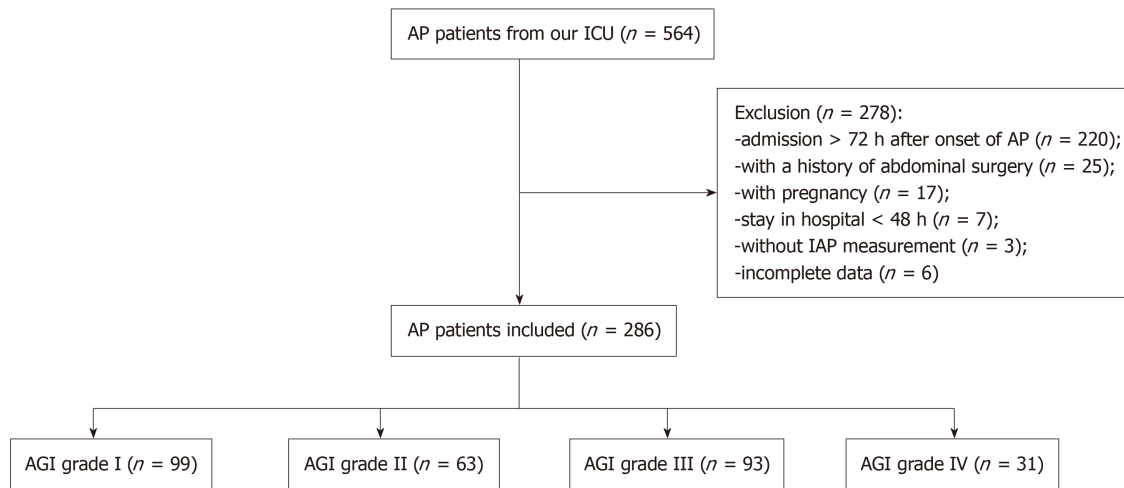 AP patients from our ICU (n = 564)
Exclusion (n = 278):
-admission > 72 h after onset of AP (n = 220);
-with a history of abdominal surgery (n = 25);
-with pregnancy (n = 17);
-stay in hospital < 48 h (n = 7);
-without IAP measurement (n = 3);
-incomplete data (n = 6)
AP patients included (n = 286)
AGI grade I (n = 99)
AGI grade II (n = 63)
AGI grade III (n = 93)
AGI grade IV (n = 31)